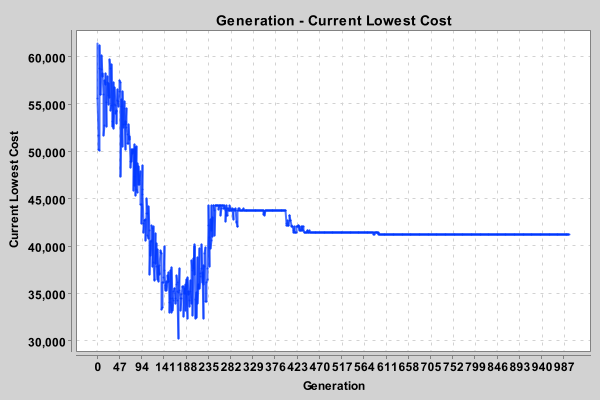 Generation - Current Lowest Cost
Current Lowest Cost
60,000
55,000
50,000
45,000
40,000
35,000
30,000
0 47 94 141 188 235 282 329 376 423 470 517 564 611 658 705 752 799 846 893 940 987
Generation